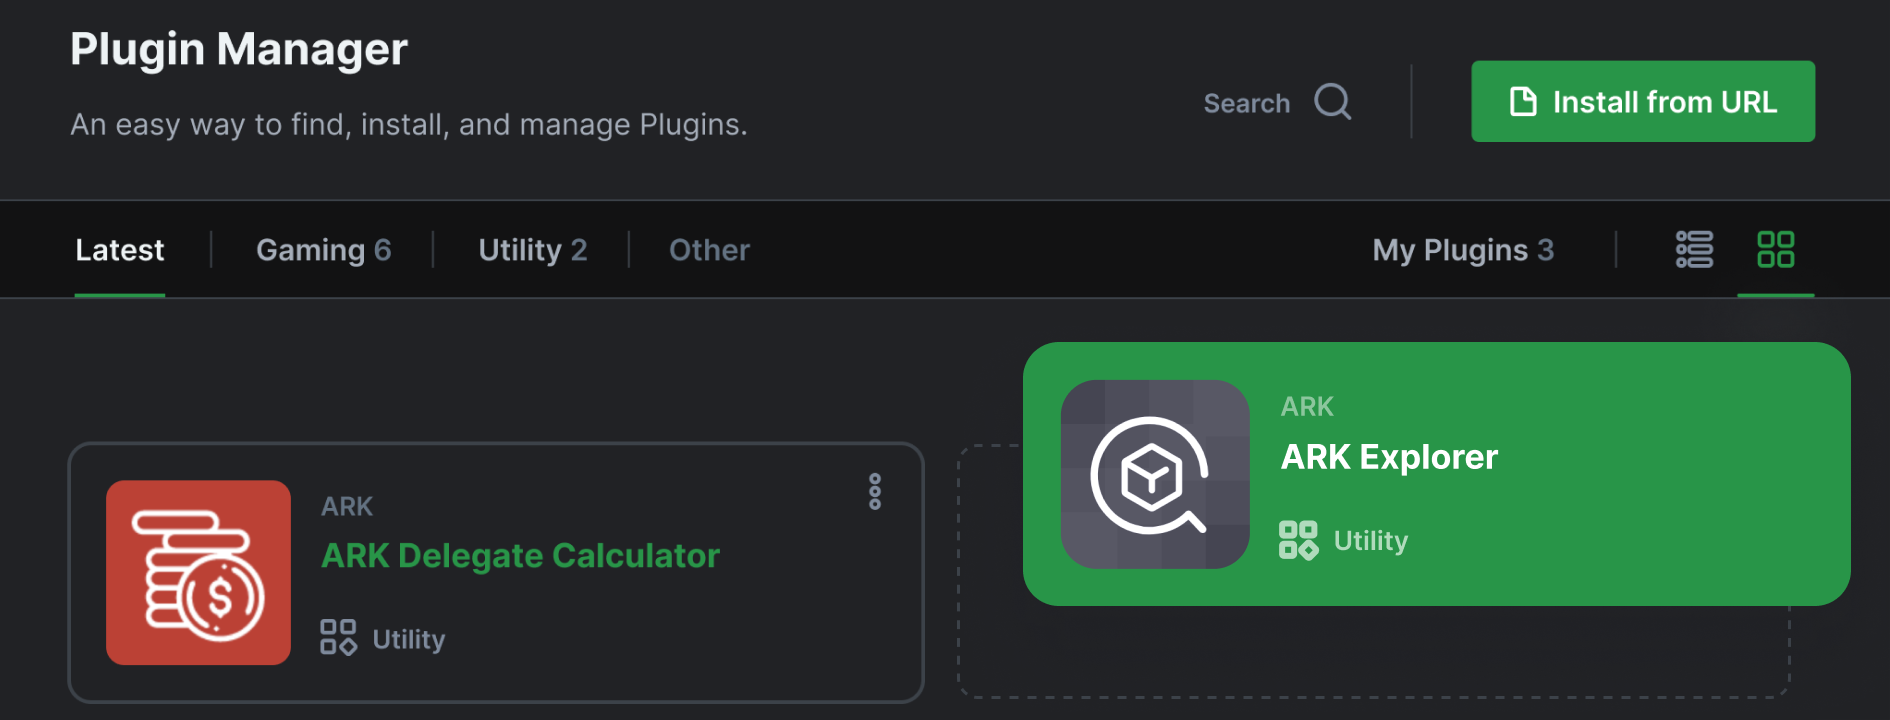 Plugin Manager
An easy way to find, install, and manage Plugins.
Search
Install from URL
Latest
Gaming 6
Utility 2
Other
My Plugins 3
ARK
ARK Delegate Calculator
Utility
ARK
ARK Explorer
Utility